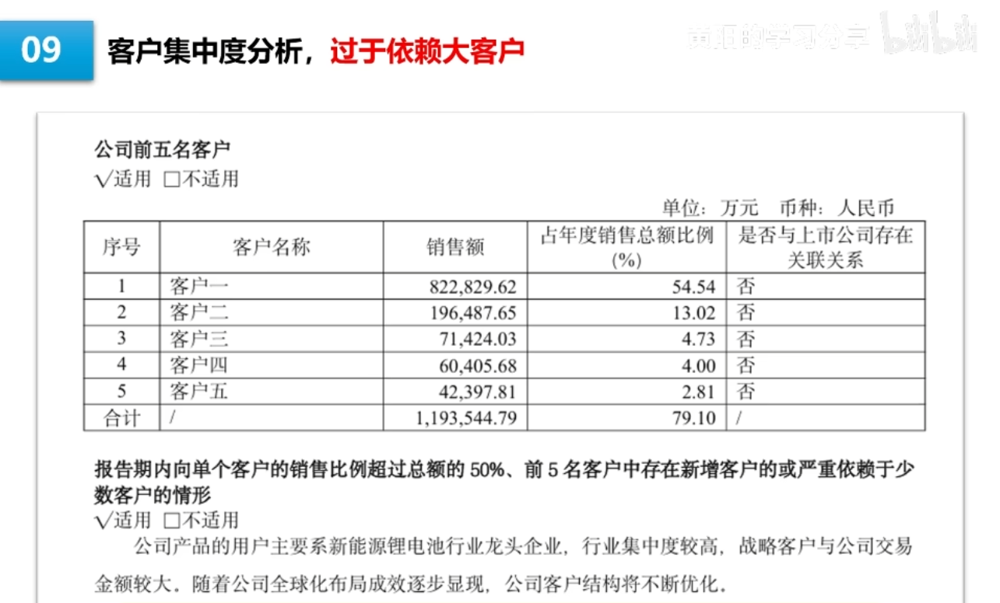 09 客户集中度分析，过于依赖大客户
黄姐的学习分享 bilibili
公司前五名客户
√适用 □不适用
单位：万元 币种：人民币
序号 客户名称 销售额 占年度销售总额比例(%) 是否与上市公司存在关联关系
1 客户一 822,829.62 54.54 否
2 客户二 196,487.65 13.02 否
3 客户三 71,424.03 4.73 否
4 客户四 60,405.68 4.00 否
5 客户五 42,397.81 2.81 否
合计 / 1,193,544.79 79.10 /
报告期内向单个客户的销售比例超过总额的 50%、前 5 名客户中存在新增客户的或严重依赖于少
数客户的情形
√适用 □不适用
公司产品的用户主要系新能源锂电池行业龙头企业，行业集中度较高，战略客户与公司交易
金额较大。随着公司全球化布局成效逐步显现，公司客户结构将不断优化。